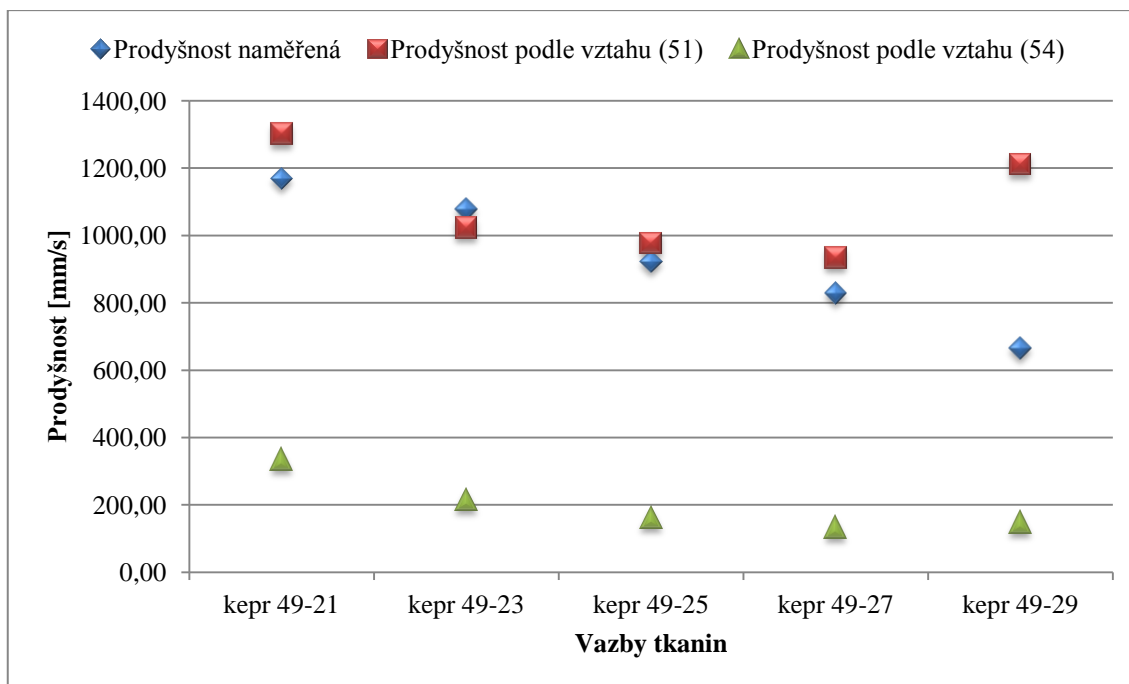 Prodyšnost naměřená Prodyšnost podle vztahu (51) Prodyšnost podle vztahu (54)
1400,00
1200,00
1000,00
800,00
600,00
400,00
200,00
0,00
Prodyšnost [mm/s]
kepr 49-21 kepr 49-23 kepr 49-25 kepr 49-27 kepr 49-29
Vazby tkanin